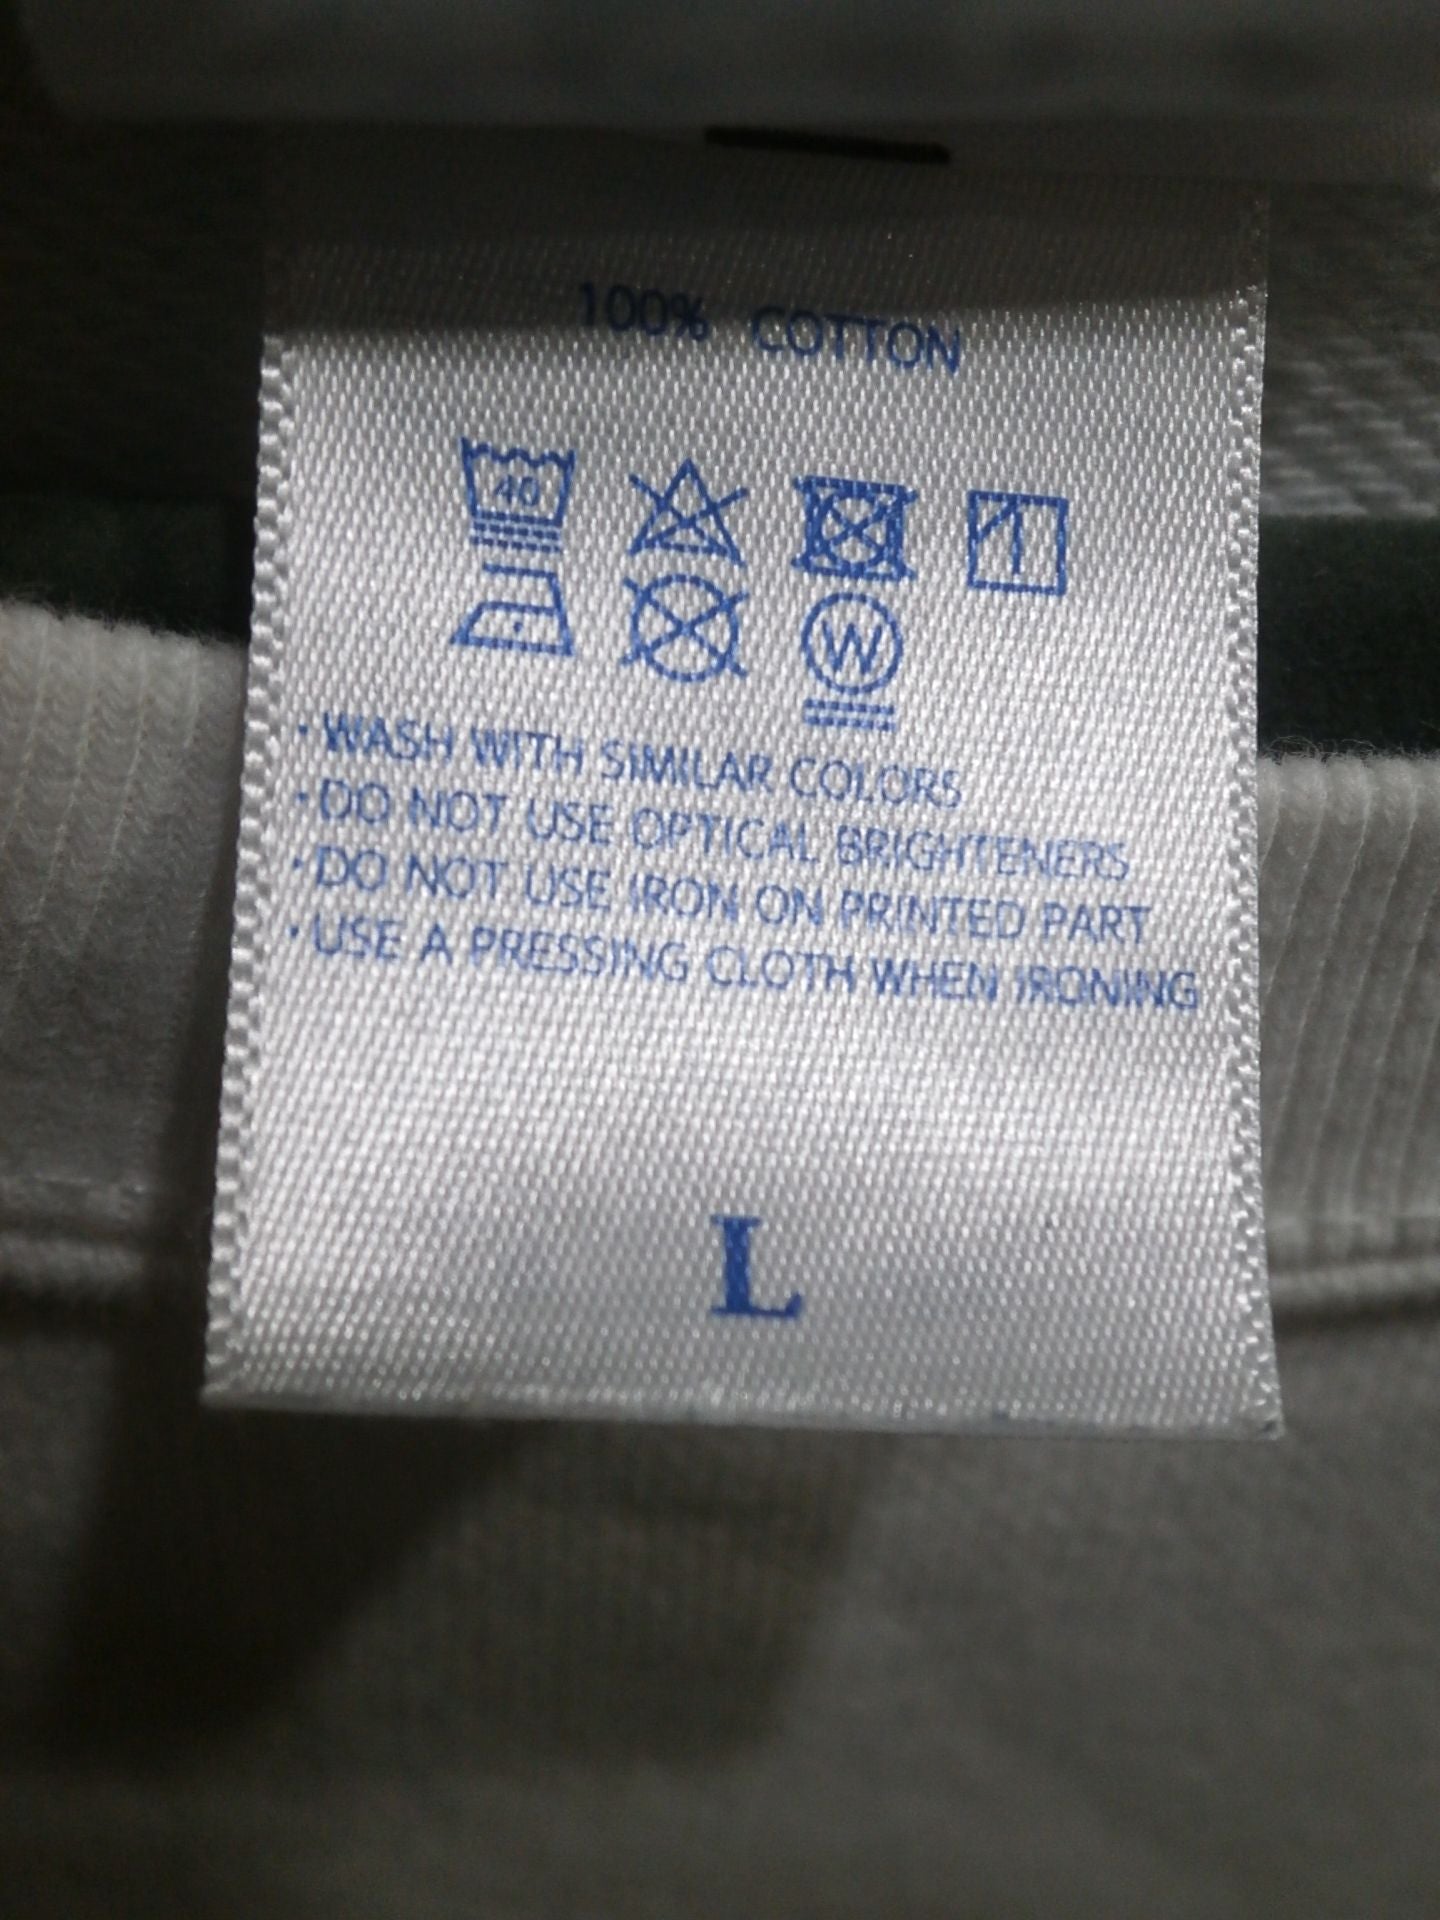 100% COTTON
40
W
· WASH WITH SIMILAR COLORS
· DO NOT USE OPTICAL BRIGHTENERS
· DO NOT USE IRON ON PRINTED PART
· USE A PRESSING CLOTH WHEN IRONING
L